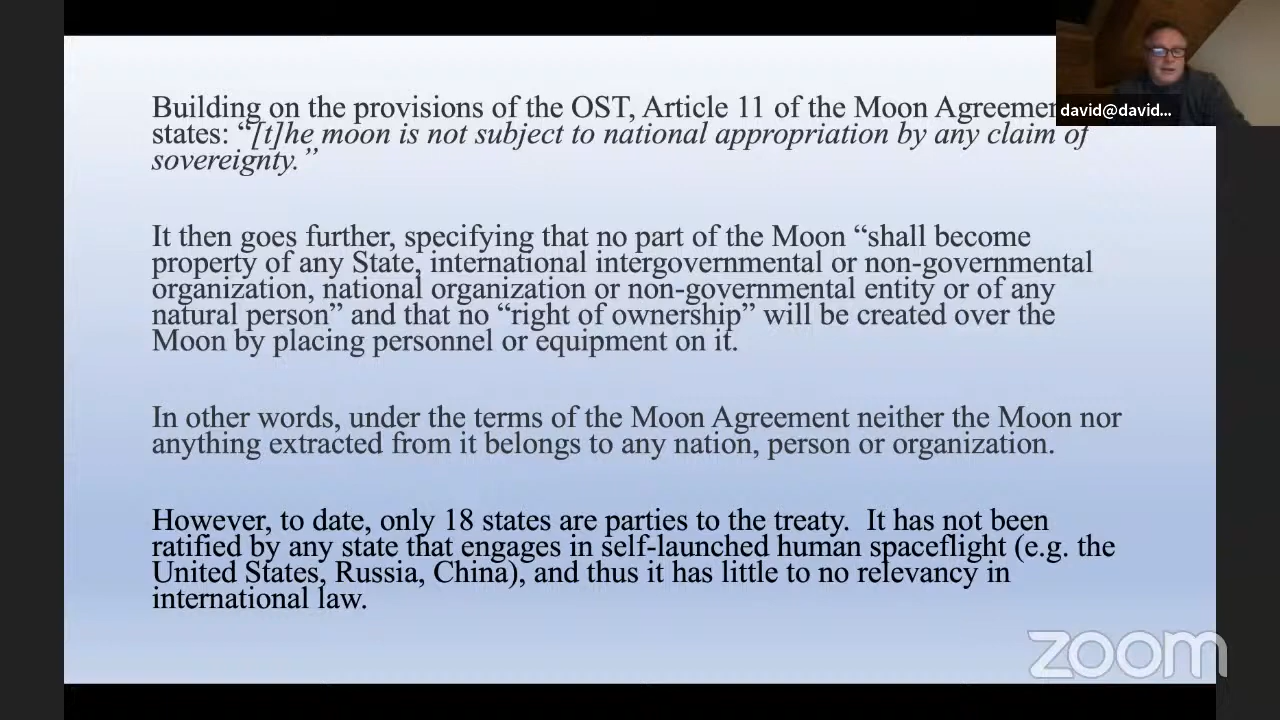 Building on the provisions of the OST, Article 11 of the Moon Agreemen
states: “[t]he moon is not subject to national appropriation by any claim of
sovereignty.”
It then goes further, specifying that no part of the Moon “shall become
property of any State, international intergovernmental or non-governmental
organization, national organization or non-governmental entity or of any
natural person” and that no “right of ownership” will be created over the
Moon by placing personnel or equipment on it.
In other words, under the terms of the Moon Agreement neither the Moon nor
anything extracted from it belongs to any nation, person or organization.
However, to date, only 18 states are parties to the treaty.  It has not been
ratified by any state that engages in self-launched human spaceflight (e.g. the
United States, Russia, China), and thus it has little to no relevancy in
international law.
david@david...
zoom